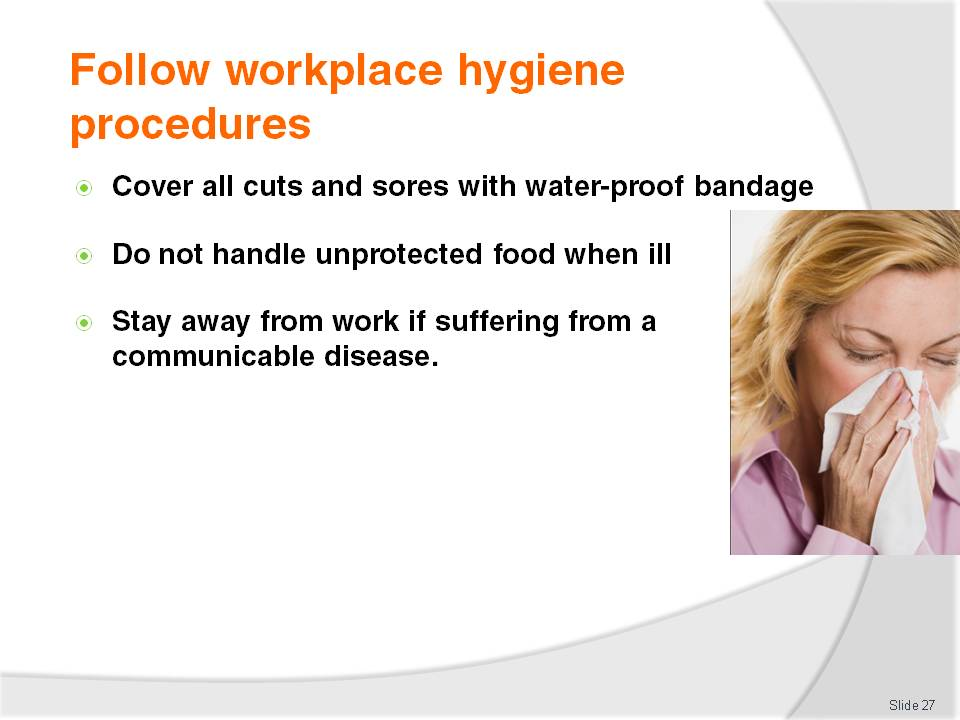 Follow workplace hygiene
procedures
Cover all cuts and sores with water-proof bandage
Do not handle unprotected food when ill
Stay away from work if suffering from a
communicable disease.
Slide 27